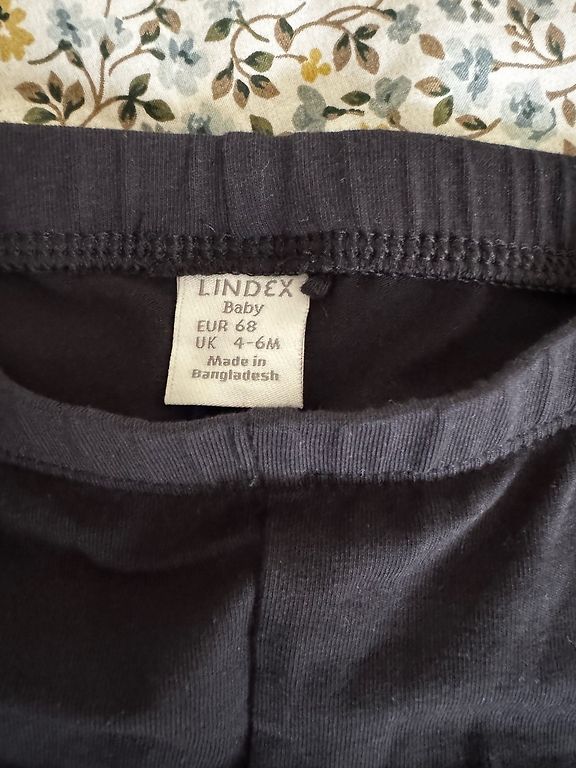 LINDEX
Baby
EUR 68
UK 4-6M
Made in
Bangladesh